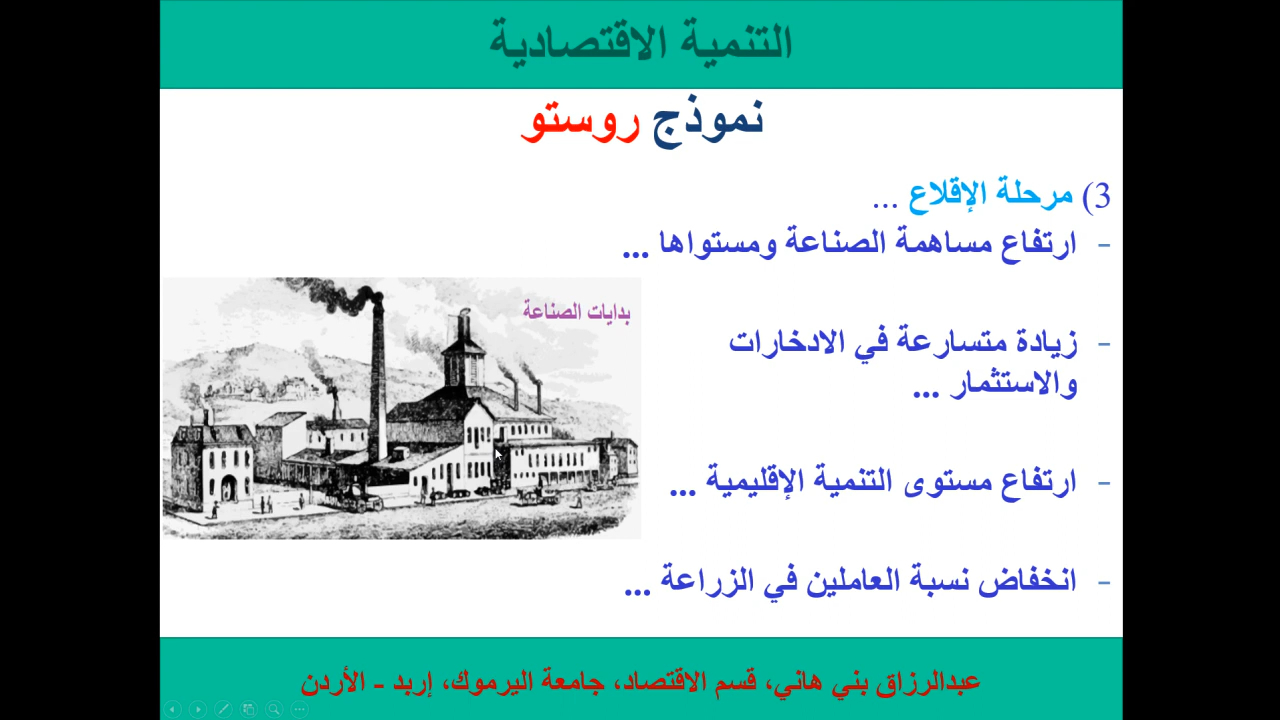 التنمية الاقتصادية
نموذج روستو
3) مرحلة الإقلاع ...
- ارتفاع مساهمة الصناعة ومستواها ...
بدايات الصناعة
- زيادة متسارعة في الادخارات
والاستثمار ...
- ارتفاع مستوى التنمية الإقليمية ...
- انخفاض نسبة العاملين في الزراعة ...
عبدالرزاق بني هاني، قسم الاقتصاد، جامعة اليرموك، إربد - الأردن